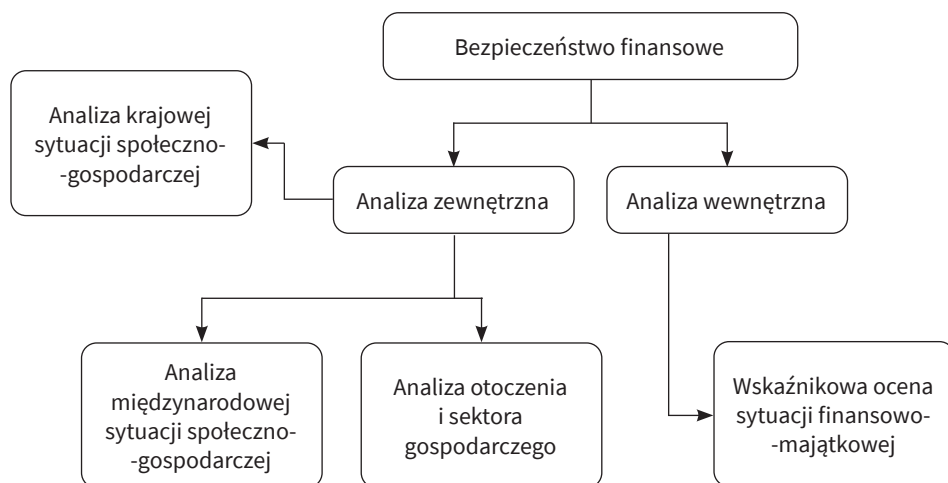 Bezpieczeństwo finansowe
Analiza krajowej
sytuacji społeczno-
-gospodarczej
Analiza zewnętrzna
Analiza wewnętrzna
Analiza
międzynarodowej
sytuacji społeczno-
-gospodarczej
Analiza otoczenia
i sektora
gospodarczego
Wskaźnikowa ocena
sytuacji finansowo-
-majątkowej